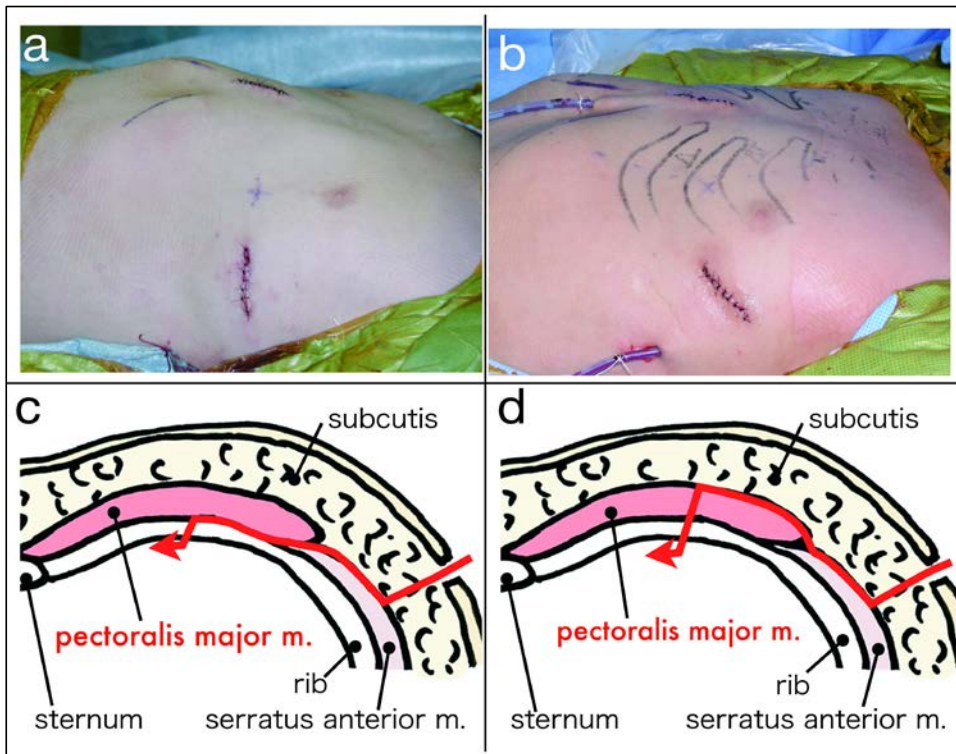 a
b
c
subcutis
pectoralis major m.
rib
sternum
serratus anterior m.
d
subcutis
pectoralis major m.
rib
sternum
serratus anterior m.